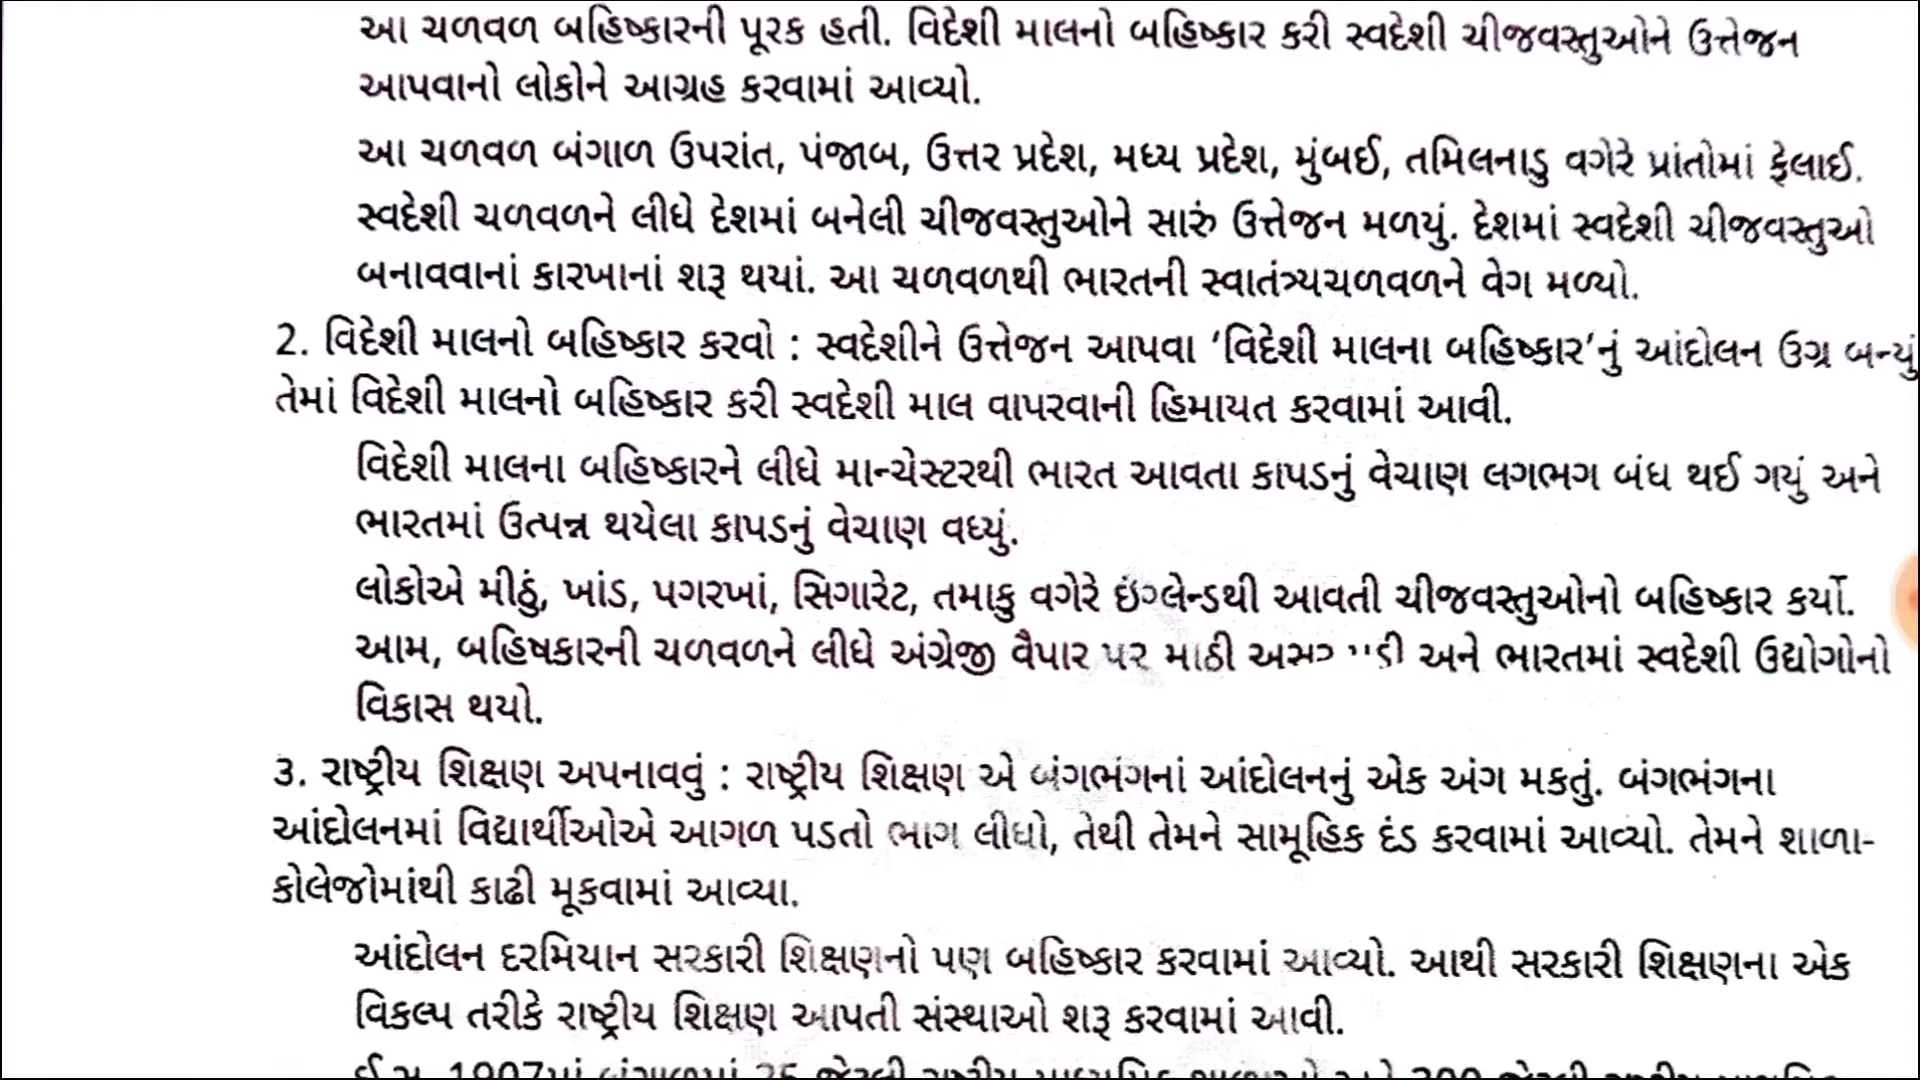 આ ચળવળ બહિષ્કારની પૂરક હતી. વિદેશી માલનો બહિષ્કાર કરી સ્વદેશી ચીજવસ્તુઓને ઉત્તેજન
આપવાનો લોકોને આગ્રહ કરવામાં આવ્યો.
આ ચળવળ બંગાળ ઉપરાંત, પંજાબ, ઉત્તર પ્રદેશ, મધ્ય પ્રદેશ, મુંબઈ, તમિલનાડુ વગેરે પ્રાંતોમાં ફેલાઈ.
સ્વદેશી ચળવળને લીધે દેશમાં બનેલી ચીજવસ્તુઓને સારું ઉત્તેજન મળયું. દેશમાં સ્વદેશી ચીજવસ્તુઓ
બનાવવાનાં કારખાનાં શરૂ થયાં. આ ચળવળથી ભારતની સ્વાતંત્ર્યચળવળને વેગ મળ્યો.
2. વિદેશી માલનો બહિષ્કાર કરવો : સ્વદેશીને ઉત્તેજન આપવા ‘વિદેશી માલના બહિષ્કાર’નું આંદોલન ઉગ્ર બન્યું
તેમાં વિદેશી માલનો બહિષ્કાર કરી સ્વદેશી માલ વાપરવાની હિમાયત કરવામાં આવી.
વિદેશી માલના બહિષ્કારને લીધે માન્ચેસ્ટરથી ભારત આવતા કાપડનું વેચાણ લગભગ બંધ થઈ ગયું અને
ભારતમાં ઉત્પન્ન થયેલા કાપડનું વેચાણ વધ્યું.
લોકોએ મીઠું, ખાંડ, પગરખાં, સિગારેટ, તમાકુ વગેરે ઇંગ્લેન્ડથી આવતી ચીજવસ્તુઓનો બહિષ્કાર કર્યો.
આમ, બહિષકારની ચળવળને લીધે અંગ્રેજી વૈપાર પર માઠી અને ભારતમાં સ્વદેશી ઉદ્યોગોનો
વિકાસ થયો.
૩. રાષ્ટ્રીય શિક્ષણ અપનાવવું : રાષ્ટ્રીય શિક્ષણ એ બંગભંગનાં આંદોલનનું એક અંગ મકતું. બંગભંગના
આંદોલનમાં વિદ્યાર્થીઓએ આગળ પડતો ભાગ લીધો, તેથી તેમને સામૂહિક દંડ કરવામાં આવ્યો. તેમને શાળા-
કોલેજોમાંથી કાઢી મૂકવામાં આવ્યા.
આંદોલન દરમિયાન સરકારી શિક્ષણનો પણ બહિષ્કાર કરવામાં આવ્યો. આથી સરકારી શિક્ષણના એક
વિકલ્પ તરીકે રાષ્ટ્રીય શિક્ષણ આપતી સંસ્થાઓ શરૂ કરવામાં આવી.